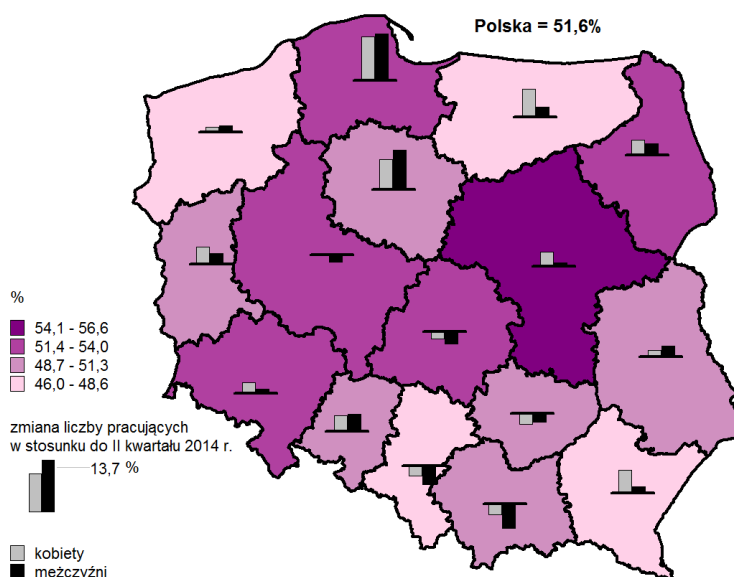 Polska = 51,6%
%
54,1 - 56,6
51,4 - 54,0
48,7 - 51,3
46,0 - 48,6
zmiana liczby pracujących
w stosunku do II kwartału 2014 r.
13,7 %
kobiety
mężczyźni